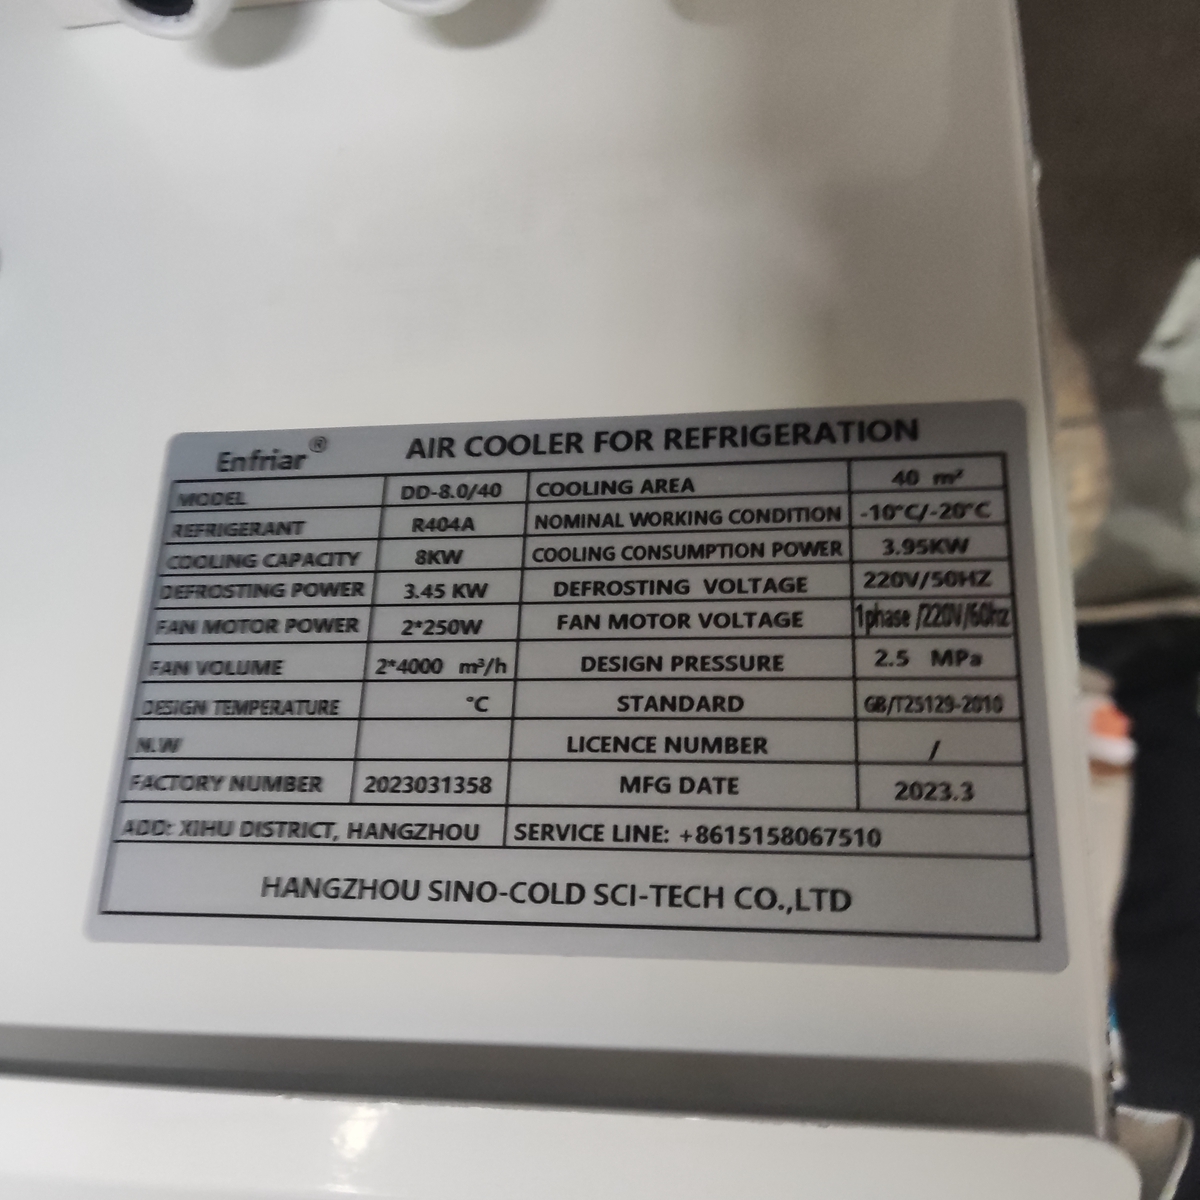 Enfriar® AIR COOLER FOR REFRIGERATION
MODEL DD-8.0/40 COOLING AREA 40 m²
REFRIGERANT R404A NOMINAL WORKING CONDITION -10°C/-20°C
COOLING CAPACITY 8KW COOLING CONSUMPTION POWER 3.95KW
DEFROSTING POWER 3.45 KW DEFROSTING VOLTAGE 220V/50HZ
FAN MOTOR POWER 2*250W FAN MOTOR VOLTAGE 1phase /220V/60hz
FAN VOLUME 2*4000 m³/h DESIGN PRESSURE 2.5 MPa
DESIGN TEMPERATURE °C STANDARD GB/T25129-2010
N.W LICENCE NUMBER /
FACTORY NUMBER 2023031358 MFG DATE 2023.3
ADD: XIHU DISTRICT, HANGZHOU SERVICE LINE: +8615158067510
HANGZHOU SINO-COLD SCI-TECH CO.,LTD